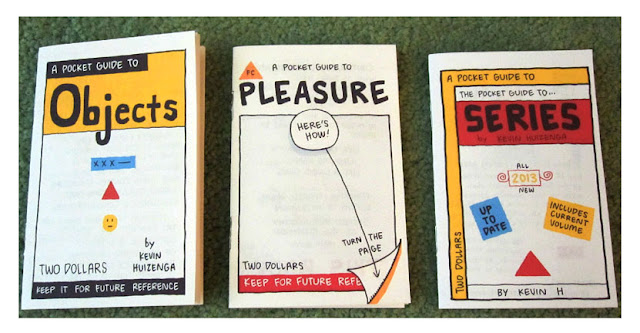 A POCKET GUIDE TO
Objects
XXX—
by
KEVIN
HUIZENGA
TWO DOLLARS
KEEP IT FOR FUTURE REFERENCE
PC
A POCKET GUIDE TO
PLEASURE
HERE'S
HOW!
TURN THE
PAGE
TWO DOLLARS
KEEP FOR FUTURE REFE
A POCKET GUIDE TO
THE POCKET GUIDE TO...
SERIES
by KEVIN HUIZENGA
ALL
2013
NEW
UP
TO
DATE
INCLUDES
CURRENT
VOLUME
TWO DOLLARS
BY KEVIN H